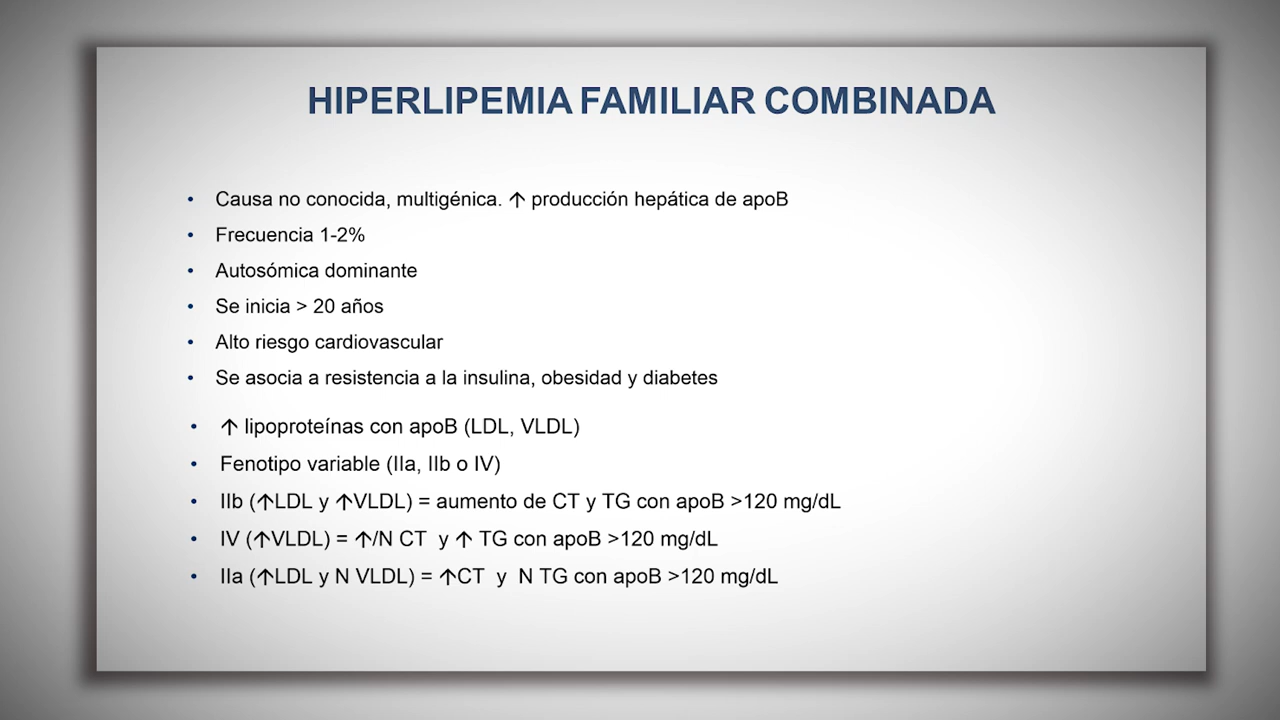 HIPERLIPEMIA FAMILIAR COMBINADA
• Causa no conocida, multigénica. ↑ producción hepática de apoB
• Frecuencia 1-2%
• Autosómica dominante
• Se inicia > 20 años
• Alto riesgo cardiovascular
• Se asocia a resistencia a la insulina, obesidad y diabetes
• ↑ lipoproteínas con apoB (LDL, VLDL)
• Fenotipo variable (IIa, IIb o IV)
• IIb (↑LDL y ↑VLDL) = aumento de CT y TG con apoB >120 mg/dL
• IV (↑VLDL) = ↑/N CT y ↑ TG con apoB >120 mg/dL
• IIa (↑LDL y N VLDL) = ↑CT y N TG con apoB >120 mg/dL